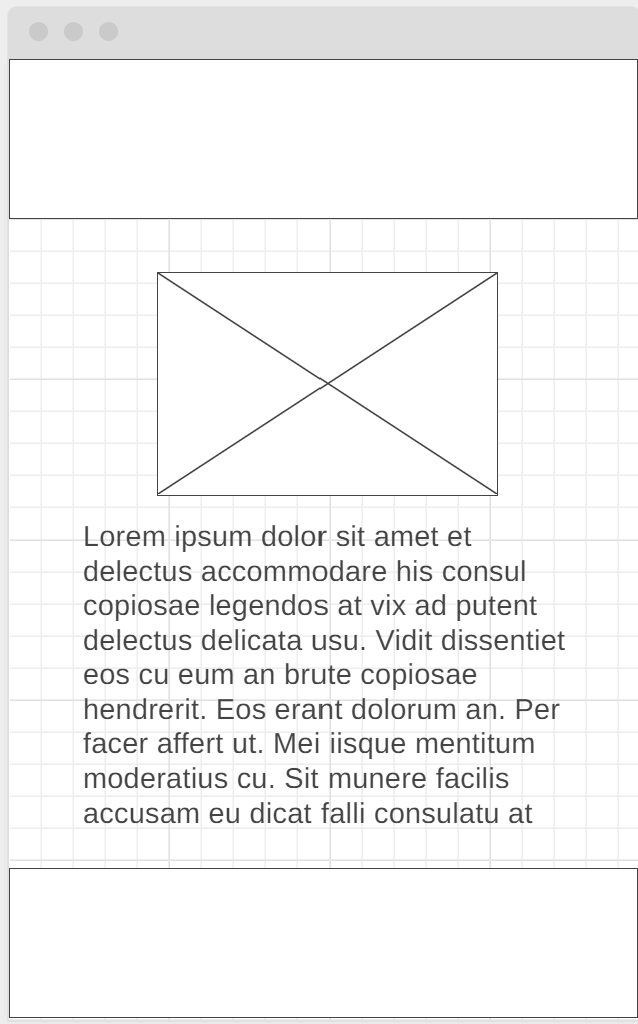 Lorem ipsum dolor sit amet et
delectus accommodare his consul
copiosae legendos at vix ad putent
delectus delicata usu. Vidit dissentiet
eos cu eum an brute copiosae
hendrerit. Eos erant dolorum an. Per
facer affert ut. Mei iisque mentitum
moderatius cu. Sit munere facilis
accusam eu dicat falli consulatu at